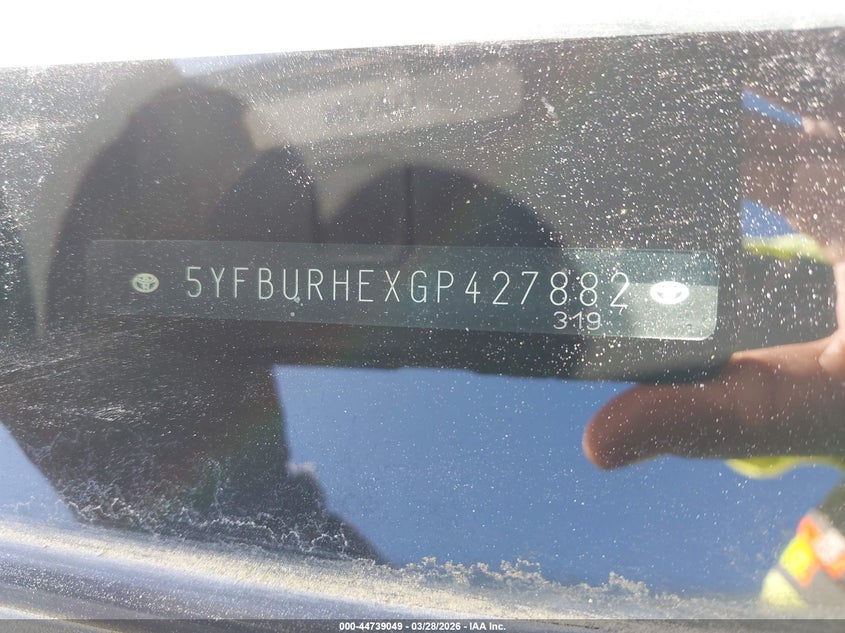 5YFBURHEXGP427882
319
000-44739049 | 03/28/2026 | IAA Inc.